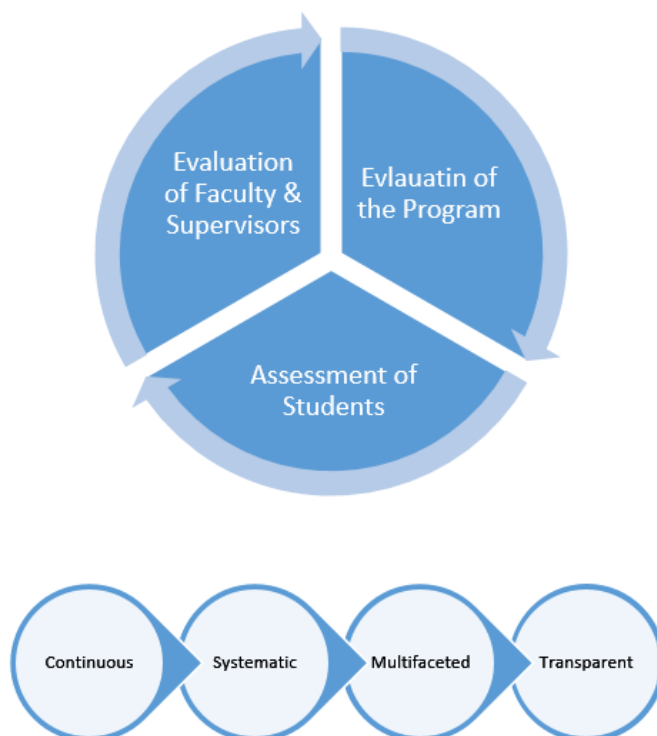 Evaluation
of Faculty &
Supervisors
Evlauatin of
the Program
Assessment of
Students
Continuous
Systematic
Multifaceted
Transparent